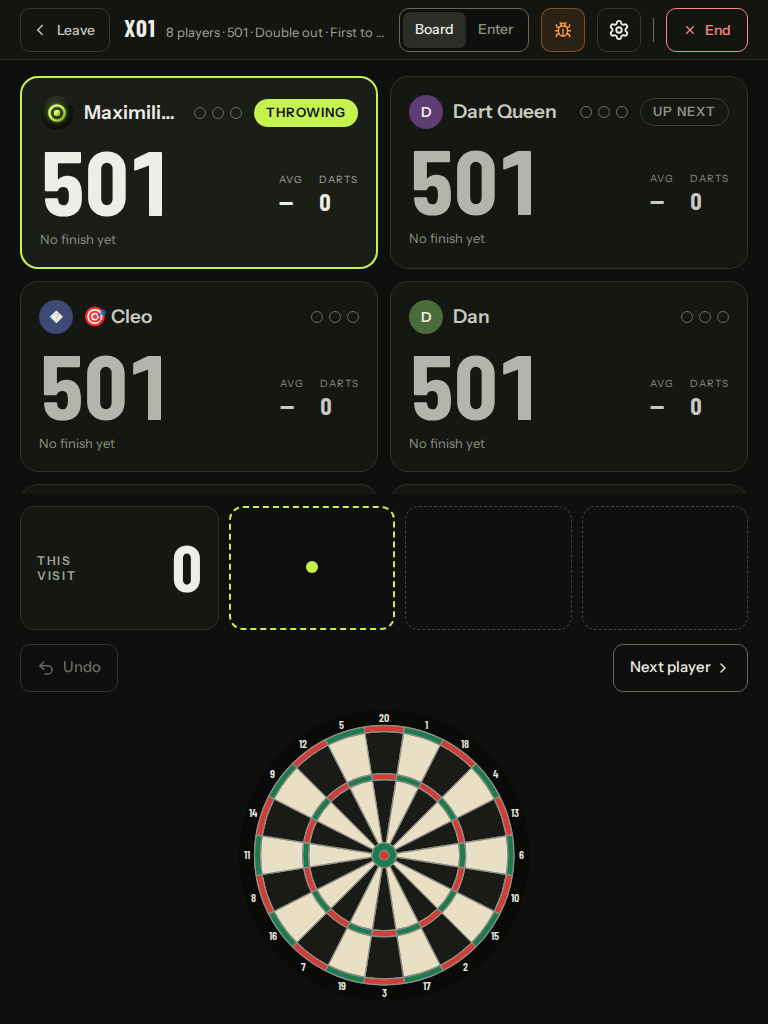 Leave
X01
8 players · 501 · Double out · First to ...
Board
Enter
End
Maximili...
THROWING
501
AVG
DARTS
–
0
No finish yet
D
Dart Queen
UP NEXT
501
AVG
DARTS
–
0
No finish yet
🎯 Cleo
501
AVG
DARTS
–
0
No finish yet
D
Dan
501
AVG
DARTS
–
0
No finish yet
THIS
VISIT
0
Undo
Next player
20
1
18
4
13
6
10
15
2
17
3
19
7
16
8
11
14
9
12
5